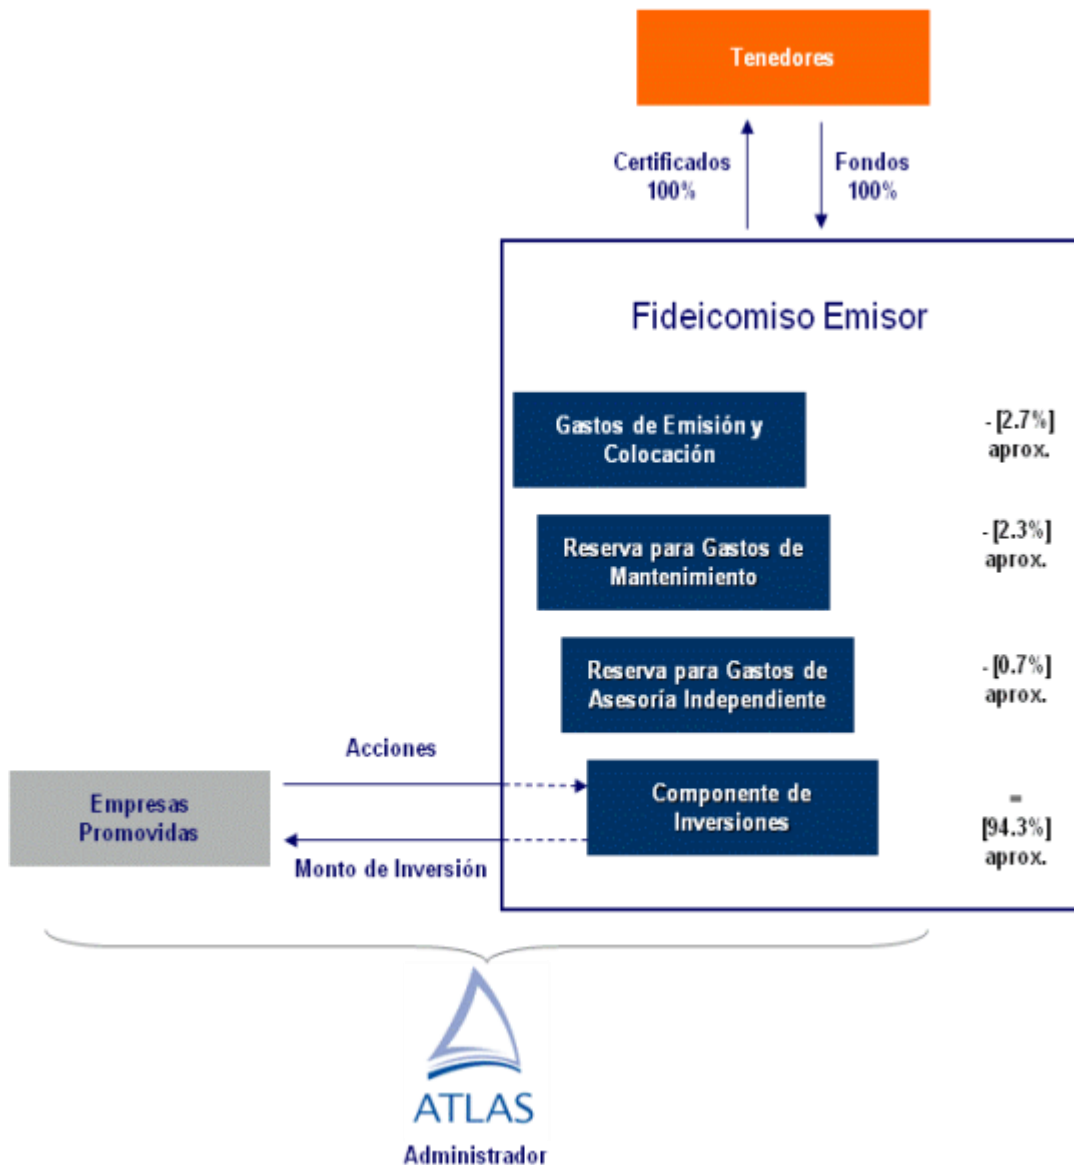 Tenedores
Certificados
100%
Fondos
100%
Fideicomiso Emisor
Gastos de Emisión y
Colocación
- [2.7%]
aprox.
Reserva para Gastos de
Mantenimiento
- [2.3%]
aprox.
Reserva para Gastos de
Asesoría Independiente
- [0.7%]
aprox.
Acciones
Empresas
Promovidas
Monto de Inversión
Componente de
Inversiones
=
[94.3%]
aprox.
ATLAS
Administrador